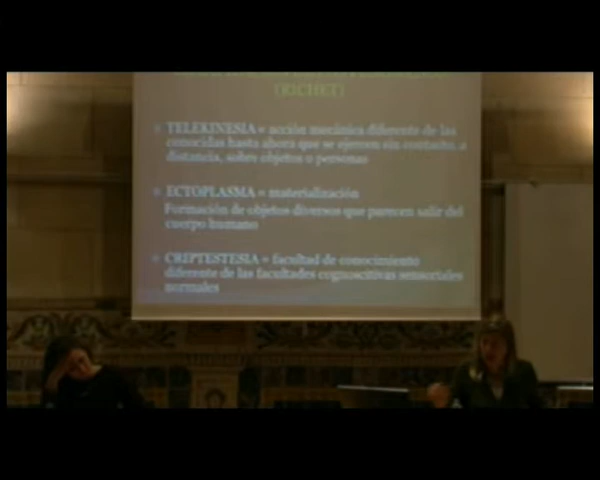 (RICHET)
TELEKINESIA = acción mecánica diferente de las
conocidas hasta ahora que se ejercen sin contacto, a
distancia, sobre objetos o personas
ECTOPLASMA = materialización
Formación de objetos diversos que parecen salir del
cuerpo humano
CRIPTESTESIA = facultad de conocimiento
diferente de las facultades cognoscitivas sensoriales
normales